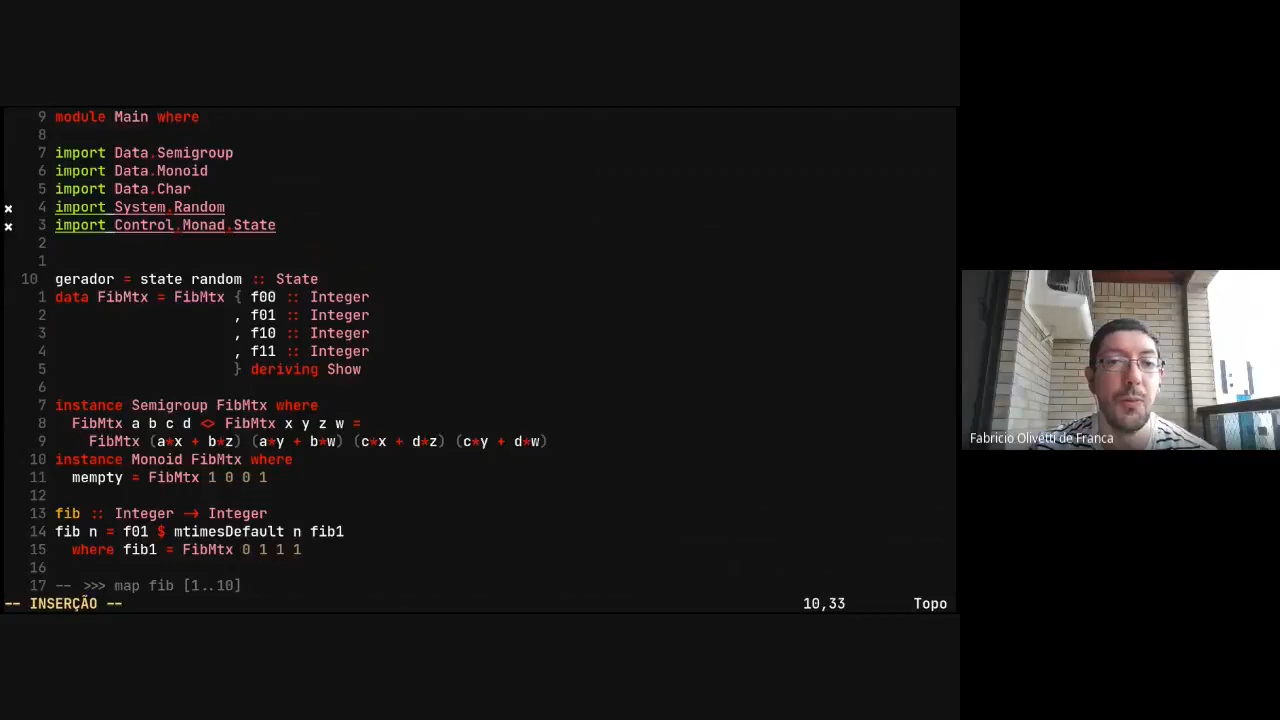 9 module Main where
8
7 import Data.Semigroup
6 import Data.Monoid
5 import Data.Char
× 4 import System.Random
× 3 import Control.Monad.State
2
1
10 gerador = state random :: State
1 data FibMtx = FibMtx { f00 :: Integer
2 , f01 :: Integer
3 , f10 :: Integer
4 , f11 :: Integer
5 } deriving Show
6
7 instance Semigroup FibMtx where
8 FibMtx a b c d <> FibMtx x y z w =
9 FibMtx (a*x + b*z) (a*y + b*w) (c*x + d*z) (c*y + d*w)
10 instance Monoid FibMtx where
11 mempty = FibMtx 1 0 0 1
12
13 fib :: Integer → Integer
14 fib n = f01 $ mtimesDefault n fib1
15 where fib1 = FibMtx 0 1 1 1
16
17 -- >>> map fib [1..10]
-- INSERÇÃO -- 10,33 Topo
Fabricio Olivetti de Franca